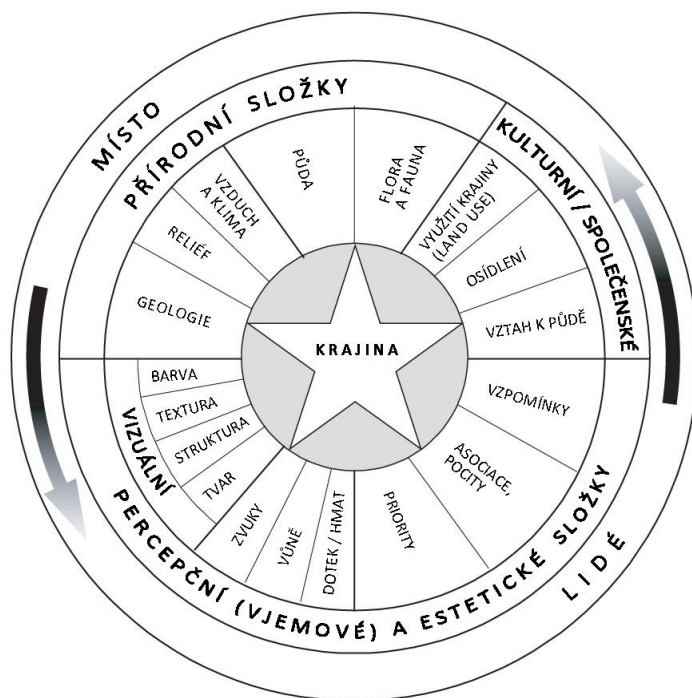 MÍSTO
PŘÍRODNÍ SLOŽKY
KULTURNÍ / SPOLEČENSKÉ
PŮDA
FLORA
A FAUNA
VZDUCH
A KLIMA
VYUŽITÍ KRAJINY
(LAND USE)
RELIÉF
OSÍDLENÍ
GEOLOGIE
VZTAH K PŮDĚ
KRAJINA
BARVA
TEXTURA
STRUKTURA
TVAR
VIZUÁLNÍ
ZVUKY
VŮNĚ
DOTEK / HMAT
PRIORITY
ASOCIACE,
POCITY
VZPOMÍNKY
PERCEPČNÍ (VJEMOVÉ) A ESTETICKÉ SLOŽKY
LIDÉ